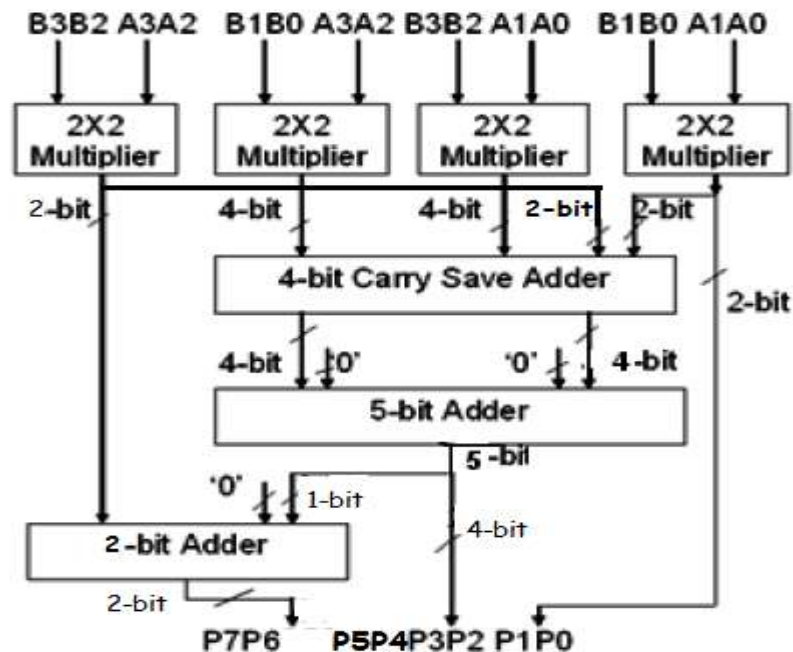 B3B2 A3A2 B1B0 A3A2 B3B2 A1A0 B1B0 A1A0
2X2 Multiplier
2X2 Multiplier
2X2 Multiplier
2X2 Multiplier
2-bit 4-bit 4-bit 2-bit 2-bit
4-bit Carry Save Adder
2-bit
4-bit '0' '0' 4-bit
5-bit Adder
5-bit
'0' 1-bit
4-bit
2-bit Adder
2-bit
P7P6 P5P4P3P2 P1P0